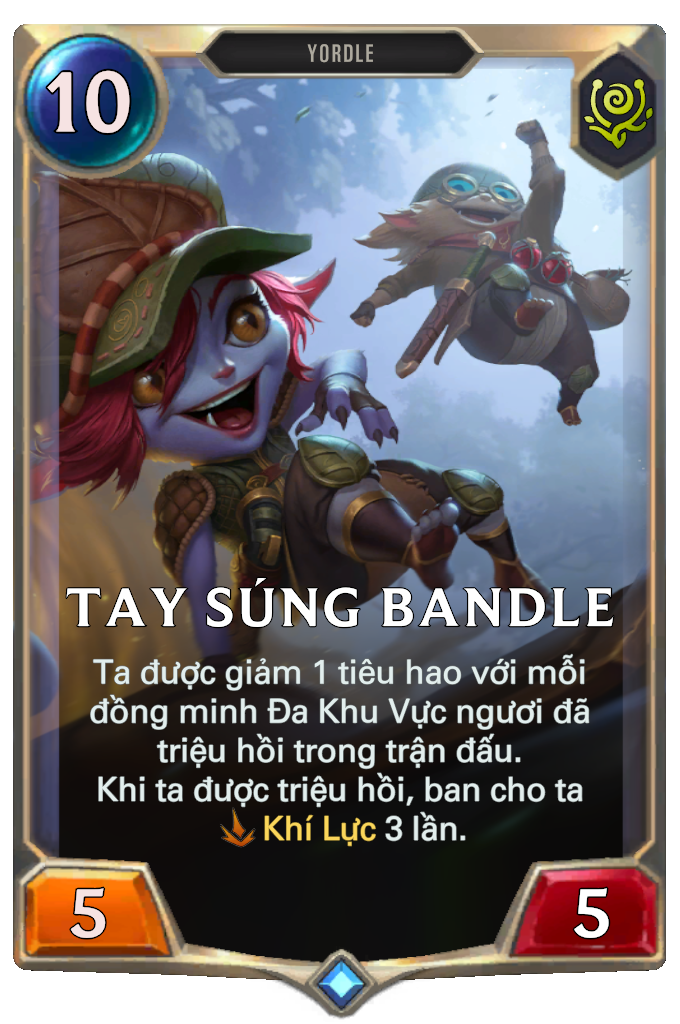 YORDLE
10
TAY SÚNG BANDLE
Ta được giảm 1 tiêu hao với mỗi
đồng minh Đa Khu Vực ngươi đã
triệu hồi trong trận đấu.
Khi ta được triệu hồi, ban cho ta
Khí Lực 3 lần.
5
5